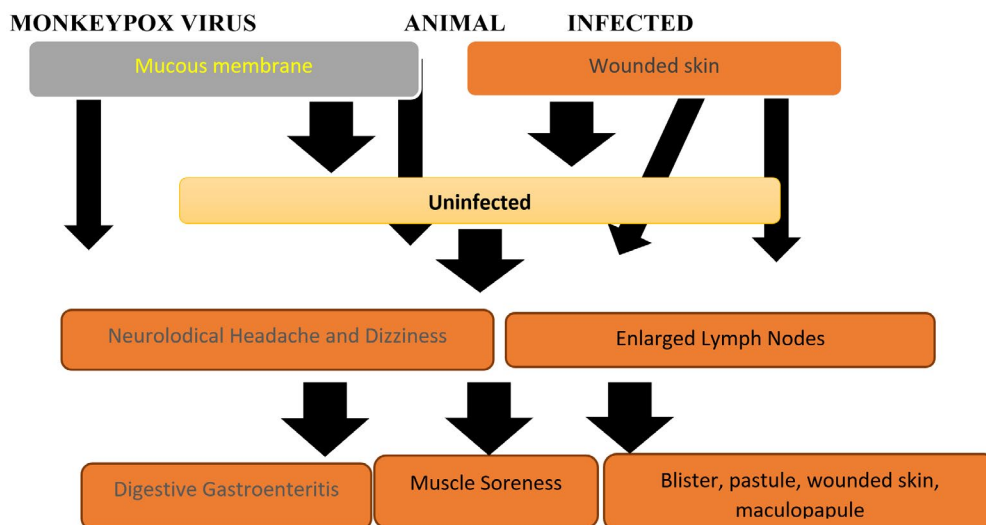 MONKEYPOX VIRUS ANIMAL INFECTED
Mucous membrane
Wounded skin
Uninfected
Neurolodical Headache and Dizziness
Enlarged Lymph Nodes
Digestive Gastroenteritis
Muscle Soreness
Blister, pastule, wounded skin,
maculopapule